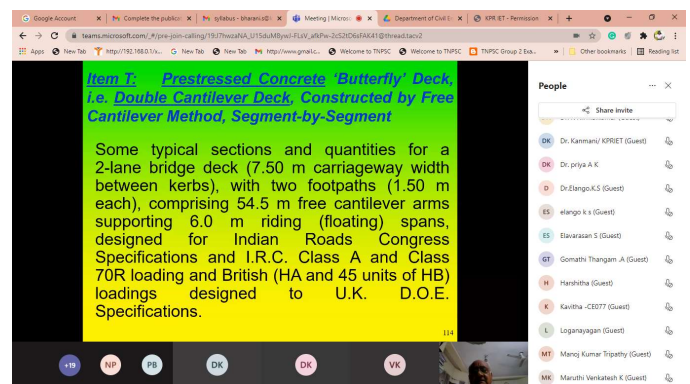 Google Account
Complete the public
syllabus - bharani.s@
Meeting | Microso
Department of Civil E
KPR IET - Permission
teams.microsoft.com/_#/pre-join-calling/19:J7hwzaNA_U15duMBywJ-FLsV_afkPw-2cS2tD6sFAK41@thread.tacv2
Apps
New Tab
http://192.168.0.1/x...
New Tab
New Tab
http://www.gmail.c...
Welcome to TNPSC
Welcome to TNPSC
TNPSC Group 2 Exa...
Other bookmarks
Reading list
Item T: Prestressed Concrete 'Butterfly' Deck,
i.e. Double Cantilever Deck, Constructed by Free
Cantilever Method, Segment-by-Segment
Some typical sections and quantities for a
2-lane bridge deck (7.50 m carriageway width
between kerbs), with two footpaths (1.50 m
each), comprising 54.5 m free cantilever arms
supporting 6.0 m riding (floating) spans,
designed for Indian Roads Congress
Specifications and I.R.C. Class A and Class
70R loading and British (HA and 45 units of HB)
loadings designed to U.K. D.O.E.
Specifications.
114
+19
NP
PB
DK
DK
VK
People
Share invite
DK Dr. Kanmani/ KPRIET (Guest)
DK Dr. priya A K
D Dr.Elango.K.S (Guest)
ES elango k s (Guest)
ES Elavarasan S (Guest)
GT Gomathi Thangam .A (Guest)
H Harshitha (Guest)
K Kavitha -CE077 (Guest)
L Loganayagan (Guest)
MT Manoj Kumar Tripathy (Guest)
MK Maruthi Venkatesh K (Guest)